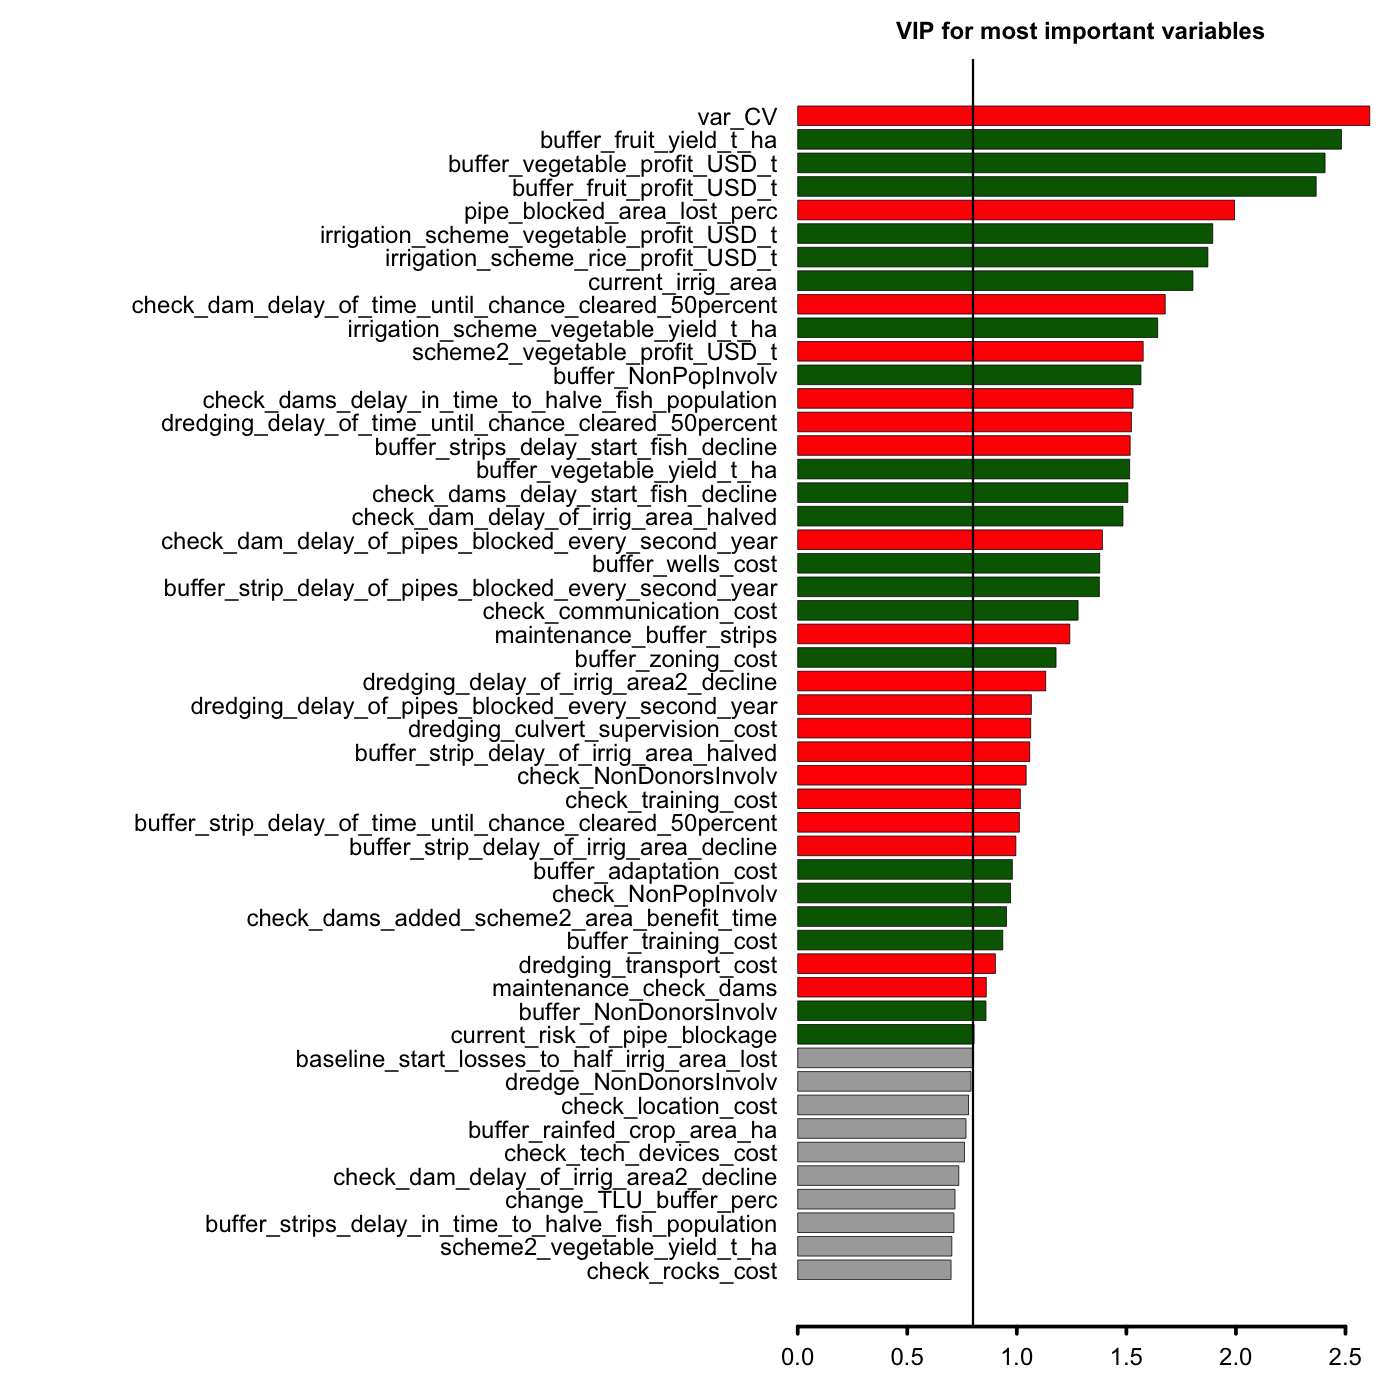 VIP for most important variables
var_CV
buffer_fruit_yield_t_ha
buffer_vegetable_profit_USD_t
buffer_fruit_profit_USD_t
pipe_blocked_area_lost_perc
irrigation_scheme_vegetable_profit_USD_t
irrigation_scheme_rice_profit_USD_t
current_irrig_area
check_dam_delay_of_time_until_chance_cleared_50percent
irrigation_scheme_vegetable_yield_t_ha
scheme2_vegetable_profit_USD_t
buffer_NonPopInvolv
check_dams_delay_in_time_to_halve_fish_population
dredging_delay_of_time_until_chance_cleared_50percent
buffer_strips_delay_start_fish_decline
buffer_vegetable_yield_t_ha
check_dams_delay_start_fish_decline
check_dam_delay_of_irrig_area_halved
check_dam_delay_of_pipes_blocked_every_second_year
buffer_wells_cost
buffer_strip_delay_of_pipes_blocked_every_second_year
check_communication_cost
maintenance_buffer_strips
buffer_zoning_cost
dredging_delay_of_irrig_area2_decline
dredging_delay_of_pipes_blocked_every_second_year
dredging_culvert_supervision_cost
buffer_strip_delay_of_irrig_area_halved
check_NonDonorsInvolv
check_training_cost
buffer_strip_delay_of_time_until_chance_cleared_50percent
buffer_strip_delay_of_irrig_area_decline
buffer_adaptation_cost
check_NonPopInvolv
check_dams_added_scheme2_area_benefit_time
buffer_training_cost
dredging_transport_cost
maintenance_check_dams
buffer_NonDonorsInvolv
current_risk_of_pipe_blockage
baseline_start_losses_to_half_irrig_area_lost
dredge_NonDonorsInvolv
check_location_cost
buffer_rainfed_crop_area_ha
check_tech_devices_cost
check_dam_delay_of_irrig_area2_decline
change_TLU_buffer_perc
buffer_strips_delay_in_time_to_halve_fish_population
scheme2_vegetable_yield_t_ha
check_rocks_cost
0.0 0.5 1.0 1.5 2.0 2.5